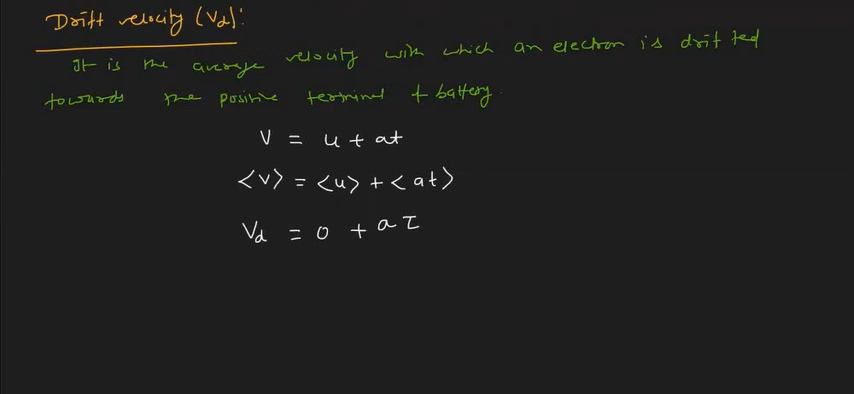 Drift velocity (Vd):
It is the average velocity with which an electron is drifted
towards the positive terminal of battery.
V = u + at
<v> = <u> + <at>
Vd = 0 + aτ